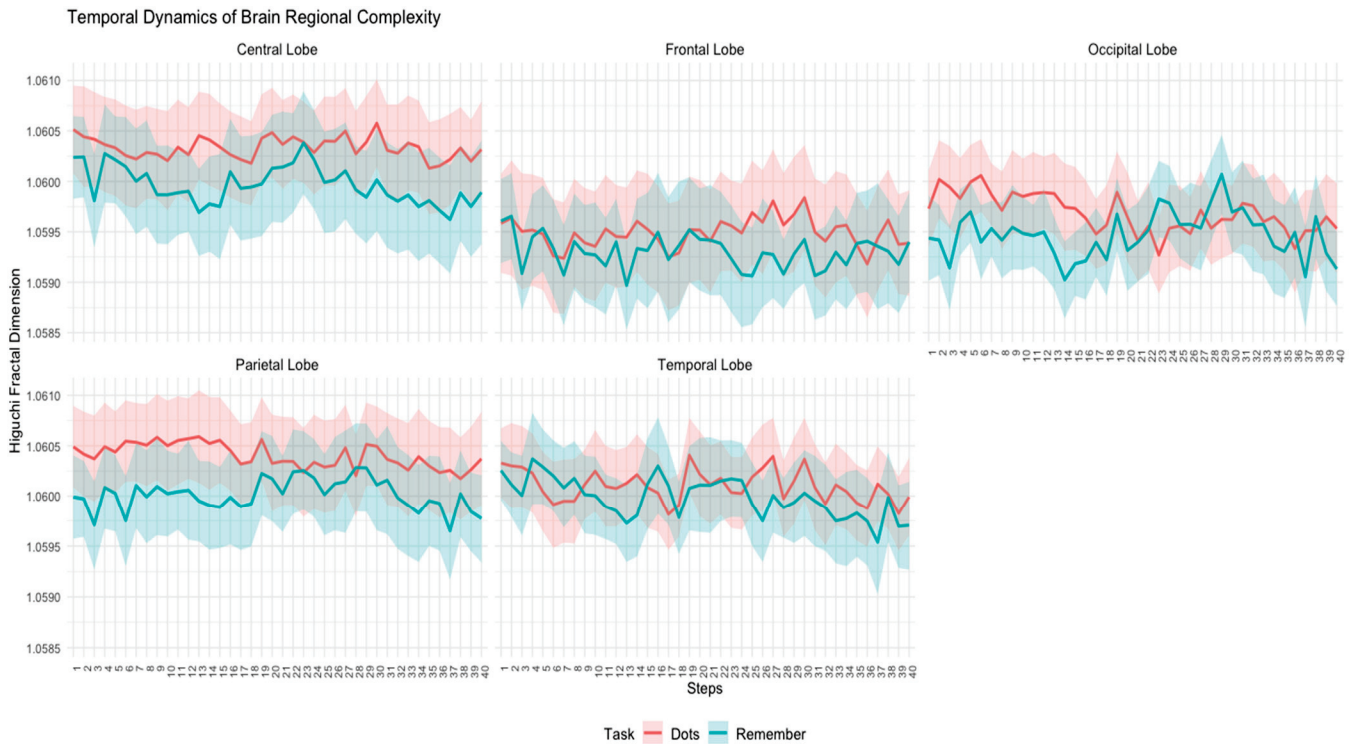 Temporal Dynamics of Brain Regional Complexity
Central Lobe
Frontal Lobe
Occipital Lobe
1.0610
1.0605
1.0600
1.0595
1.0590
1.0585
1 2 3 4 5 6 7 8 9 10 11 12 13 14 15 16 17 18 19 20 21 22 23 24 25 26 27 28 29 30 31 32 33 34 35 36 37 38 39 40
Higuchi Fractal Dimension
Parietal Lobe
Temporal Lobe
1.0610
1.0605
1.0600
1.0595
1.0590
1.0585
1 2 3 4 5 6 7 8 9 10 11 12 13 14 15 16 17 18 19 20 21 22 23 24 25 26 27 28 29 30 31 32 33 34 35 36 37 38 39 40
1 2 3 4 5 6 7 8 9 10 11 12 13 14 15 16 17 18 19 20 21 22 23 24 25 26 27 28 29 30 31 32 33 34 35 36 37 38 39 40
Steps
Task Dots Remember